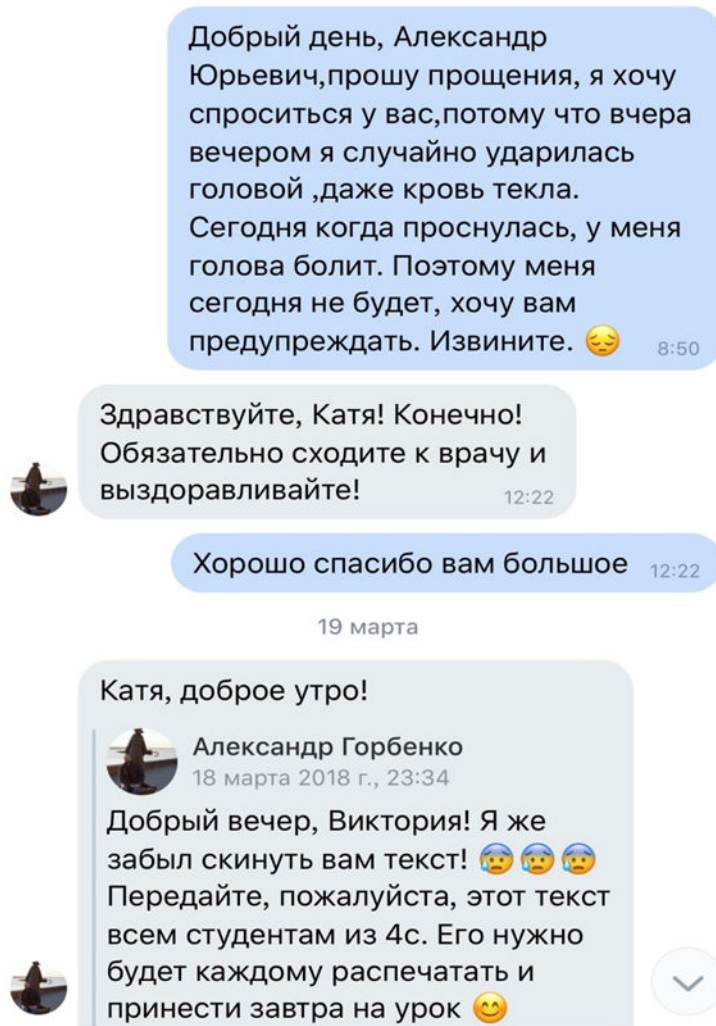 Добрый день, Александр
Юрьевич,прошу прощения, я хочу
спроситься у вас,потому что вчера
вечером я случайно ударилась
головой ,даже кровь текла.
Сегодня когда проснулась, у меня
голова болит. Поэтому меня
сегодня не будет, хочу вам
предупреждать. Извините. 😔 8:50
Здравствуйте, Катя! Конечно!
Обязательно сходите к врачу и
выздоравливайте! 12:22
Хорошо спасибо вам большое 12:22
19 марта
Катя, доброе утро!
Александр Горбенко
18 марта 2018 г., 23:34
Добрый вечер, Виктория! Я же
забыл скинуть вам текст! 😰😰😰
Передайте, пожалуйста, этот текст
всем студентам из 4с. Его нужно
будет каждому распечатать и
принести завтра на урок 😊